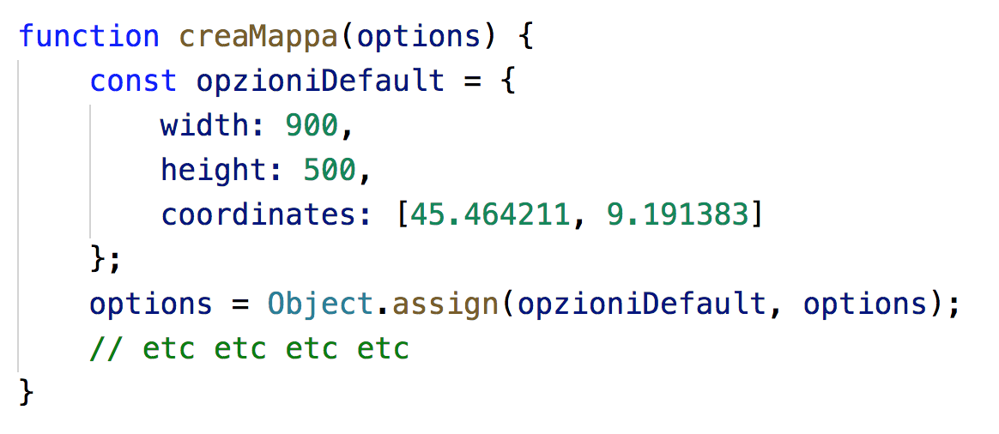 function creaMappa(options) {
    const opzioniDefault = {
        width: 900,
        height: 500,
        coordinates: [45.464211, 9.191383]
    };
    options = Object.assign(opzioniDefault, options);
    // etc etc etc etc
}